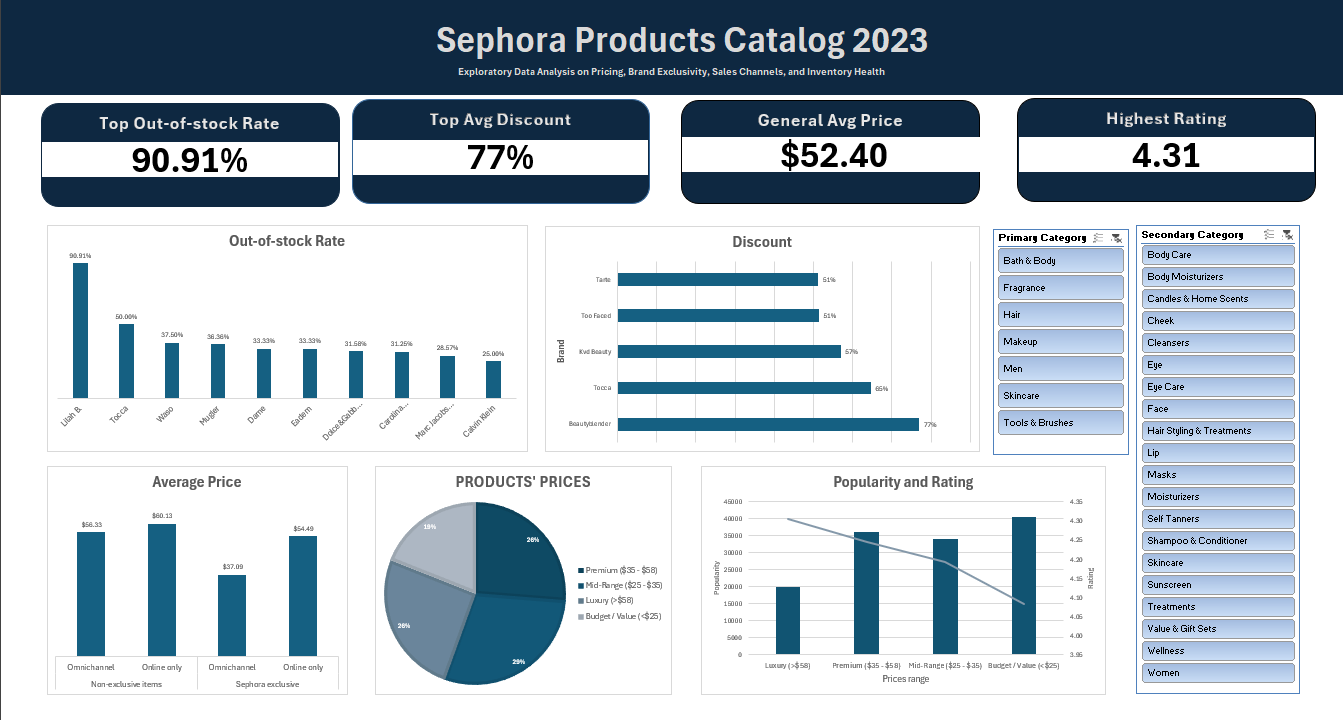 Sephora Products Catalog 2023
Exploratory Data Analysis on Pricing, Brand Exclusivity, Sales Channels, and Inventory Health
Top Out-of-stock Rate
90.91%
Top Avg Discount
77%
General Avg Price
$52.40
Highest Rating
4.31
Out-of-stock Rate
90.91%
50.00%
37.50%
36.36%
33.33%
33.33%
31.58%
31.25%
28.57%
25.00%
Lilah B.
Tocca
Waso
Mugler
Dame
Eadem
Dolce&Gabb...
Carolina...
Marc Jacobs...
Calvin Klein
Discount
Brand
Tarte
51%
Too Faced
51%
Kvd Beauty
57%
Tocca
65%
Beautyblender
77%
Primary Category
Bath & Body
Fragrance
Hair
Makeup
Men
Skincare
Tools & Brushes
Secondary Category
Body Care
Body Moisturizers
Candles & Home Scents
Cheek
Cleansers
Eye
Eye Care
Face
Hair Styling & Treatments
Lip
Masks
Moisturizers
Self Tanners
Shampoo & Conditioner
Skincare
Sunscreen
Treatments
Value & Gift Sets
Wellness
Women
Average Price
$56.33
$60.13
$37.09
$54.49
Omnichannel
Online only
Omnichannel
Online only
Non-exclusive items
Sephora exclusive
PRODUCTS' PRICES
19%
26%
26%
29%
Premium ($35 - $58)
Mid-Range ($25 - $35)
Luxury (>$58)
Budget / Value (<$25)
Popularity and Rating
Popularity
45000
40000
35000
30000
25000
20000
15000
10000
5000
0
4.35
4.30
4.25
4.20
4.15
4.10
4.05
4.00
3.95
Rating
Luxury (>$58)
Premium ($35 - $58)
Mid-Range ($25 - $35)
Budget / Value (<$25)
Prices range